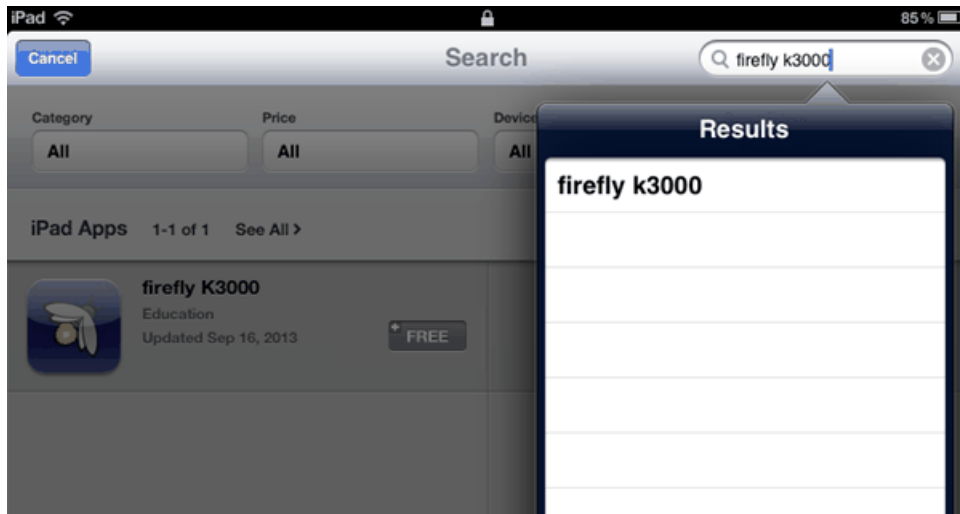 iPad 85%
Cancel Search firefly k3000
Category Price Device
All All All
Results
firefly k3000
iPad Apps 1-1 of 1 See All >
firefly K3000
Education
Updated Sep 16, 2013
+ FREE